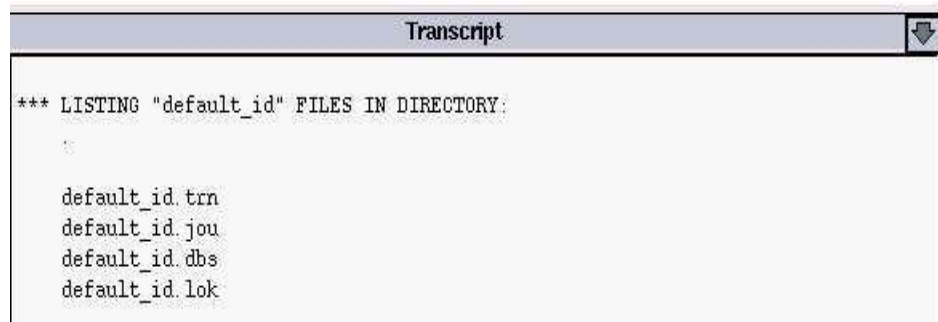 Transcript
*** LISTING "default_id" FILES IN DIRECTORY:
default_id.trn
default_id.jou
default_id.dbs
default_id.lok